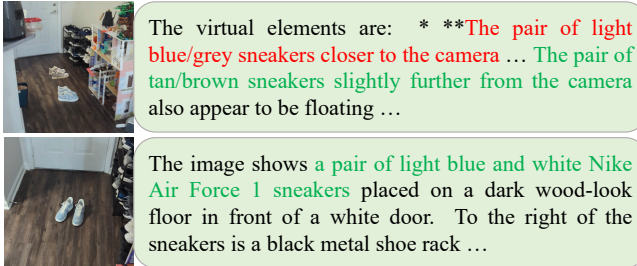 The virtual elements are: * **The pair of light
blue/grey sneakers closer to the camera … The pair of
tan/brown sneakers slightly further from the camera
also appear to be floating …
The image shows a pair of light blue and white Nike
Air Force 1 sneakers placed on a dark wood-look
floor in front of a white door. To the right of the
sneakers is a black metal shoe rack …